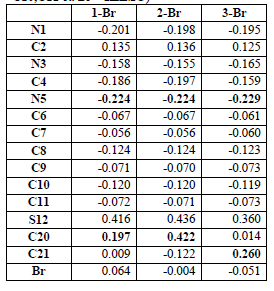 1-Br 2-Br 3-Br
N1 -0.201 -0.198 -0.195
C2 0.135 0.136 0.125
N3 -0.158 -0.155 -0.165
C4 -0.186 -0.197 -0.159
N5 -0.224 -0.224 -0.229
C6 -0.067 -0.067 -0.061
C7 -0.056 -0.056 -0.060
C8 -0.124 -0.124 -0.123
C9 -0.071 -0.070 -0.073
C10 -0.120 -0.120 -0.119
C11 -0.072 -0.071 -0.073
S12 0.416 0.436 0.360
C20 0.197 0.422 0.014
C21 0.009 -0.122 0.260
Br 0.064 -0.004 -0.051